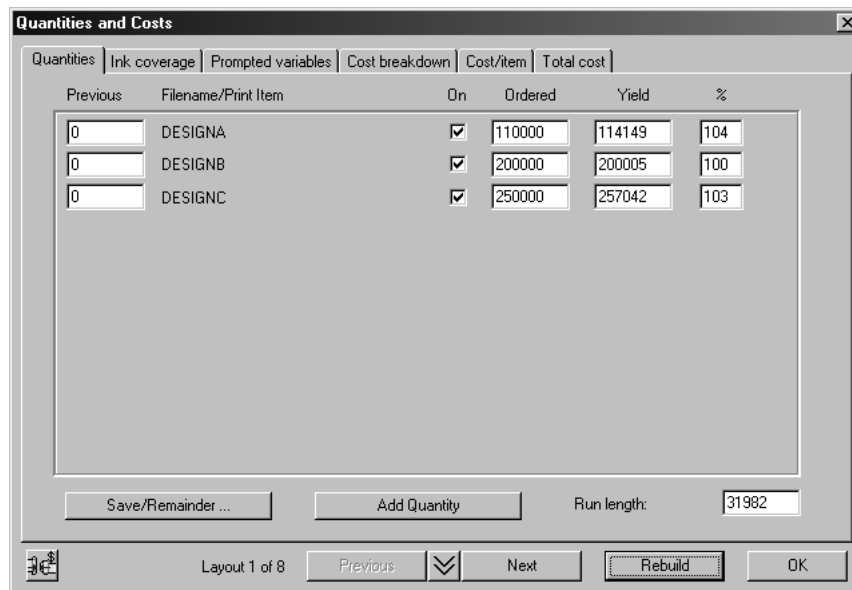 Quantities and Costs
Quantities Ink coverage Prompted variables Cost breakdown Cost/item Total cost
Previous Filename/Print Item On Ordered Yield %
0 DESIGNA 110000 114149 104
0 DESIGNB 200000 200005 100
0 DESIGNC 250000 257042 103
Save/Remainder ... Add Quantity Run length: 31982
Layout 1 of 8 Previous Next Rebuild OK